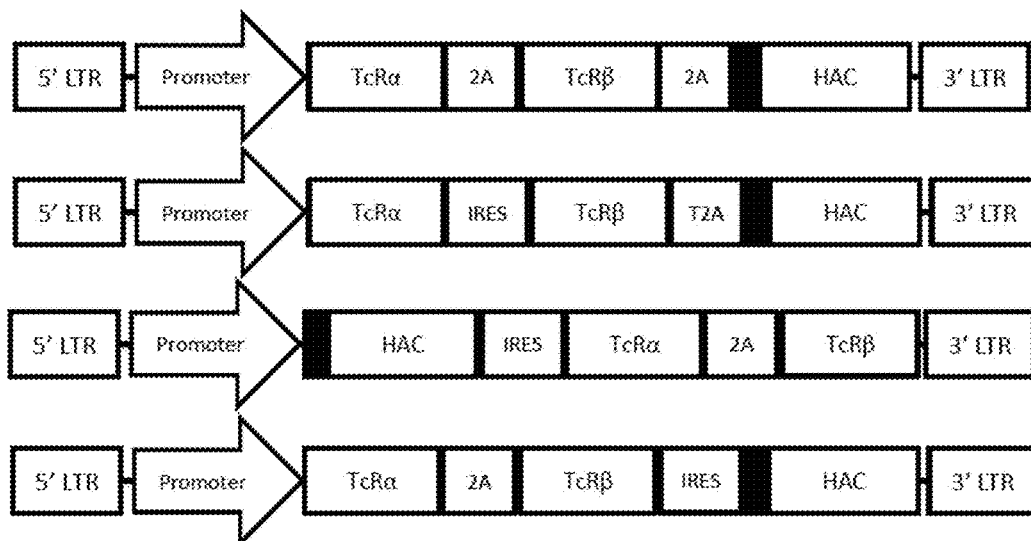 5' LTR Promoter TcRα 2A TcRβ 2A HAC 3' LTR
5' LTR Promoter TcRα IRES TcRβ T2A HAC 3' LTR
5' LTR Promoter HAC IRES TcRα 2A TcRβ 3' LTR
5' LTR Promoter TcRα 2A TcRβ IRES HAC 3' LTR